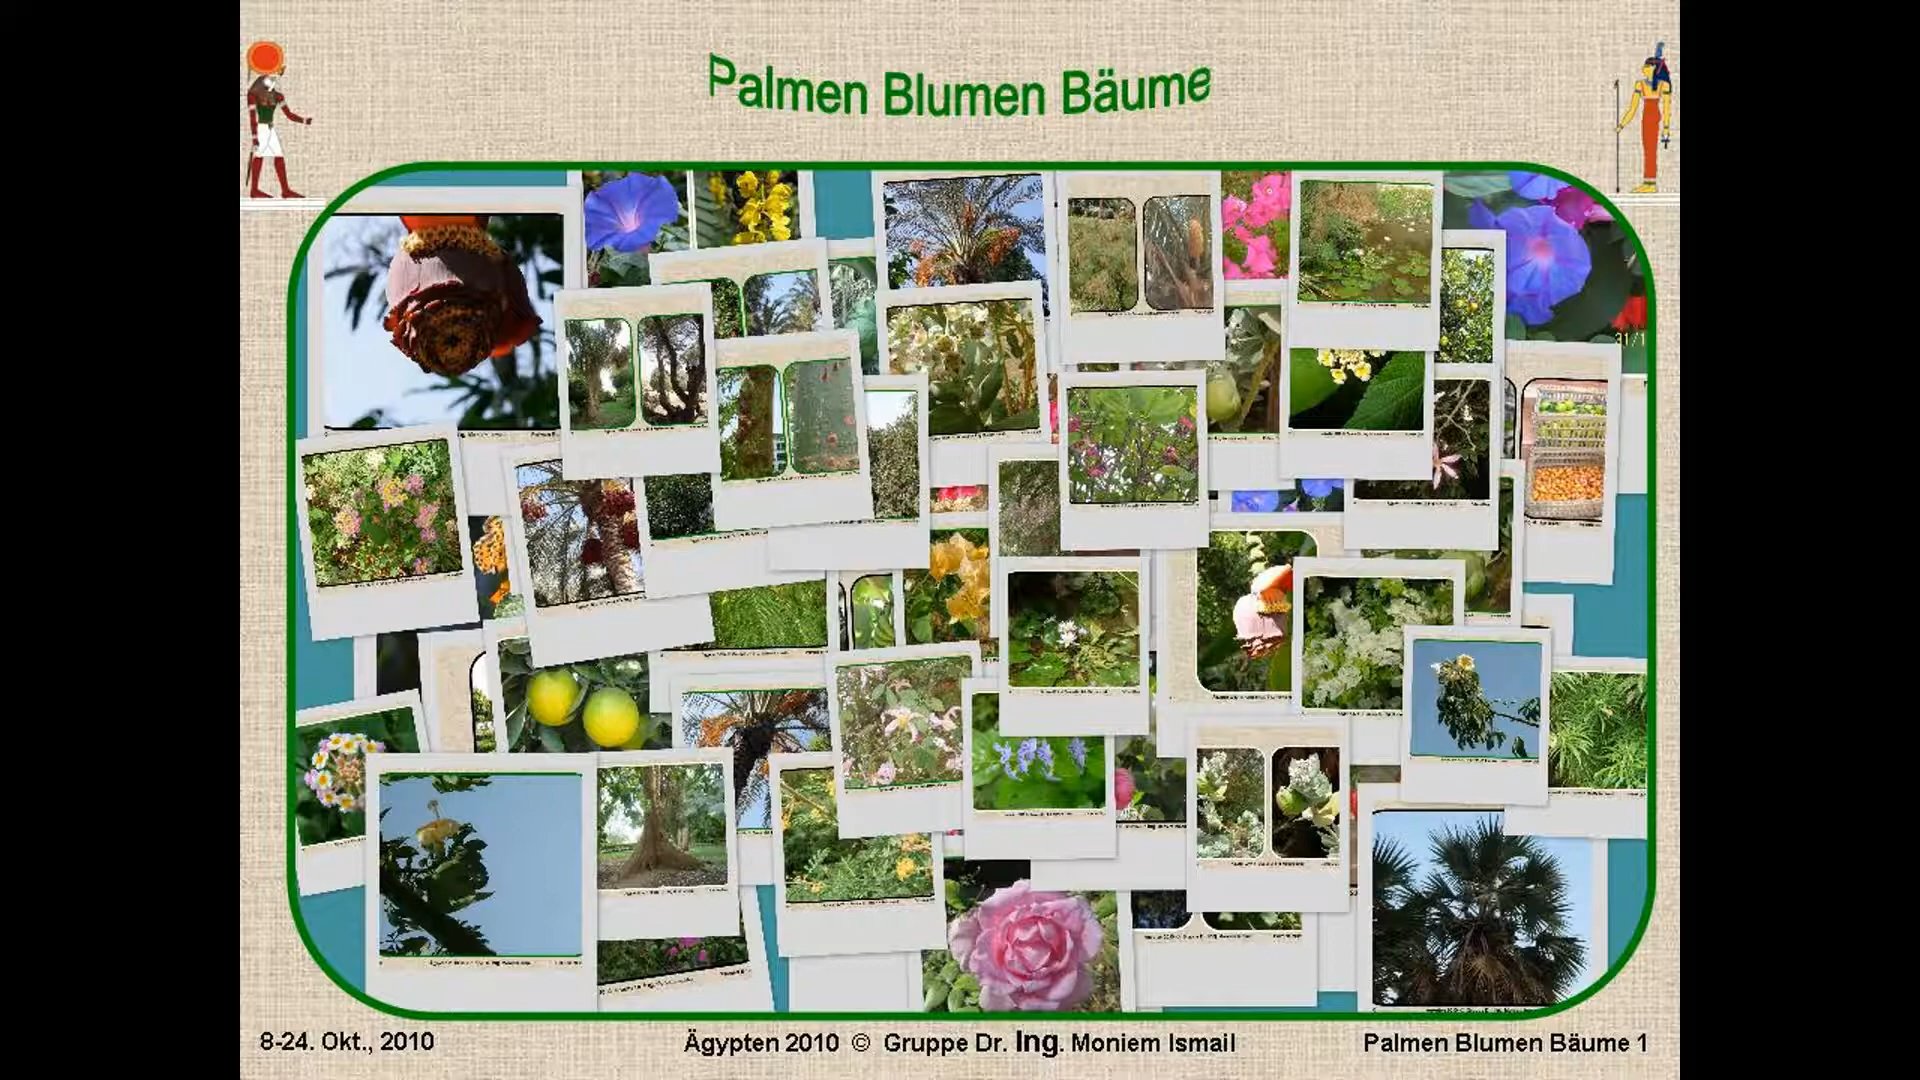 Palmen Blumen Bäume
8-24. Okt., 2010
Ägypten 2010 © Gruppe Dr. Ing. Moniem Ismail
Palmen Blumen Bäume 1